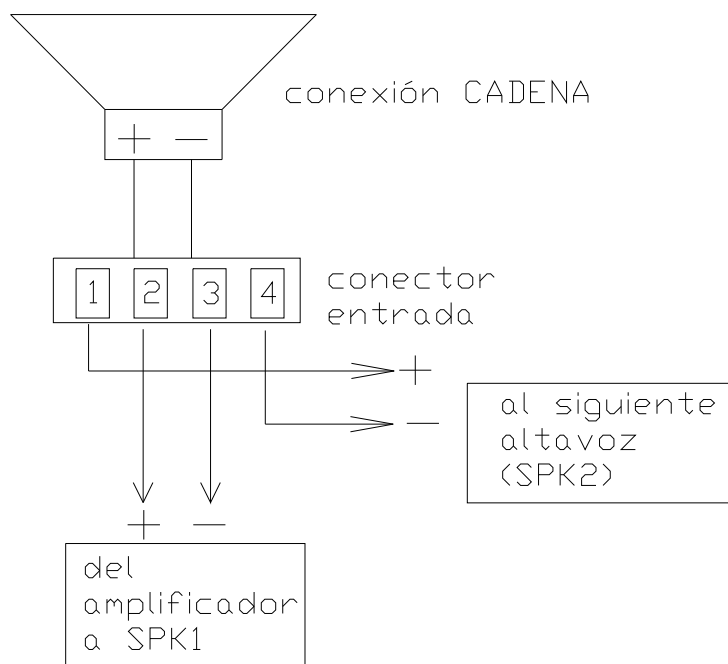 conexión CADENA
+ −
1 2 3 4
conector
entrada
+
−
al siguiente
altavoz
(SPK2)
+ −
del
amplificador
a SPK1